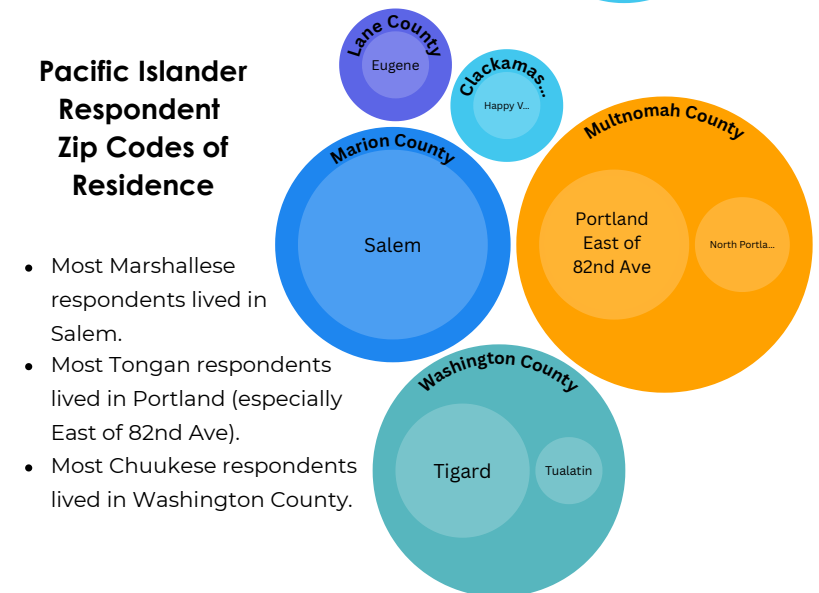 Pacific Islander
Respondent
Zip Codes of
Residence
• Most Marshallese
respondents lived in
Salem.
• Most Tongan respondents
lived in Portland (especially
East of 82nd Ave).
• Most Chuukese respondents
lived in Washington County.
Lane County
Eugene
Clackamas...
Happy V...
Marion County
Salem
Multnomah County
Portland
East of
82nd Ave
North Portla...
Washington County
Tigard
Tualatin